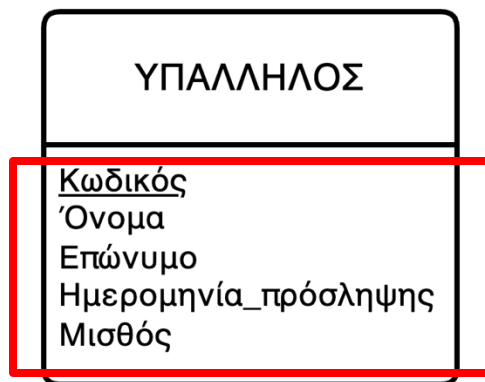 ΥΠΑΛΛΗΛΟΣ
Κωδικός
Όνομα
Επώνυμο
Ημερομηνία_πρόσληψης
Μισθός